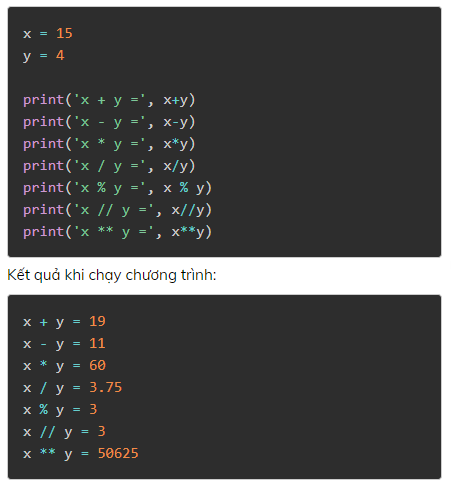 x = 15
y = 4
print('x + y =', x+y)
print('x - y =', x-y)
print('x * y =', x*y)
print('x / y =', x/y)
print('x % y =', x % y)
print('x // y =', x//y)
print('x ** y =', x**y)
Kết quả khi chạy chương trình:
x + y = 19
x - y = 11
x * y = 60
x / y = 3.75
x % y = 3
x // y = 3
x ** y = 50625